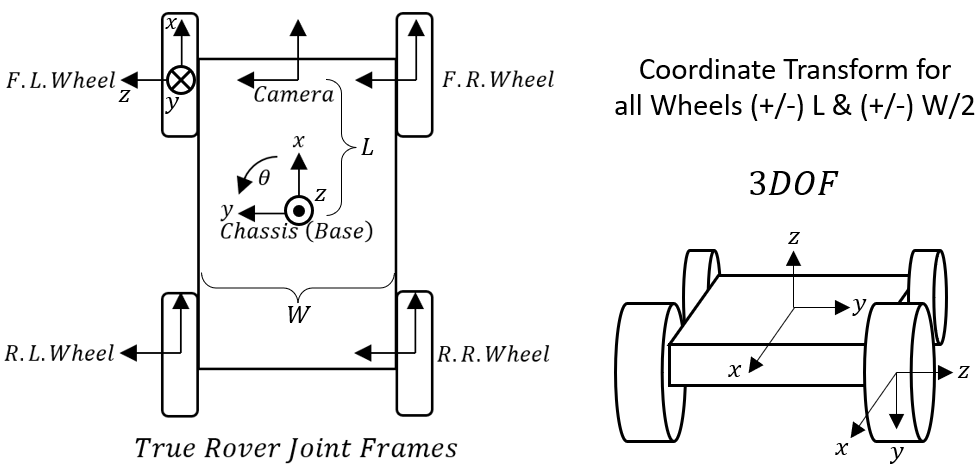 x
F.L.Wheel
z
y
Camera
F.R.Wheel
L
x
θ
z
y
Chassis (Base)
W
R.L.Wheel
R.R.Wheel
True Rover Joint Frames
Coordinate Transform for
all Wheels (+/-) L & (+/-) W/2
3DOF
z
y
x
z
x
y